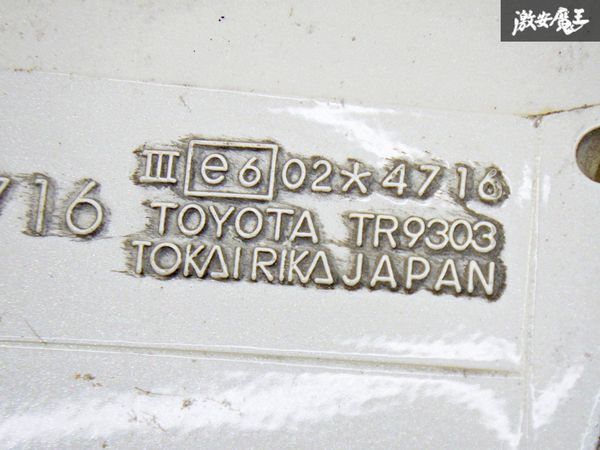 激安魔王
III e6 02*4716
716
TOYOTA TR9303
TOKAI RIKA JAPAN